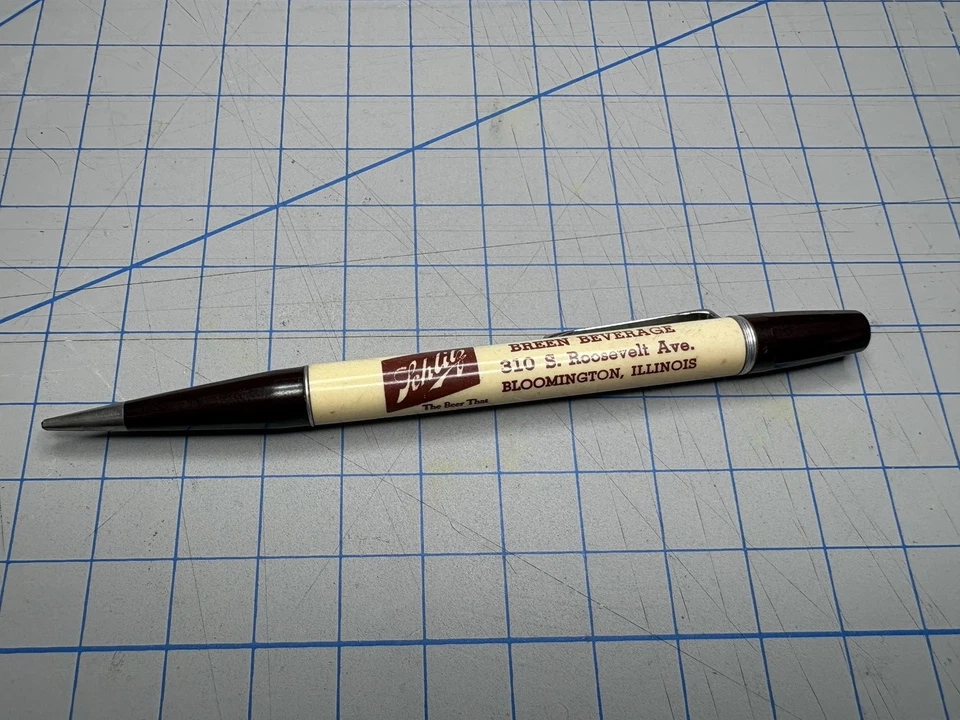 Schlitz
The Beer That
BREEN BEVERAGE
310 S. Roosevelt Ave.
BLOOMINGTON, ILLINOIS